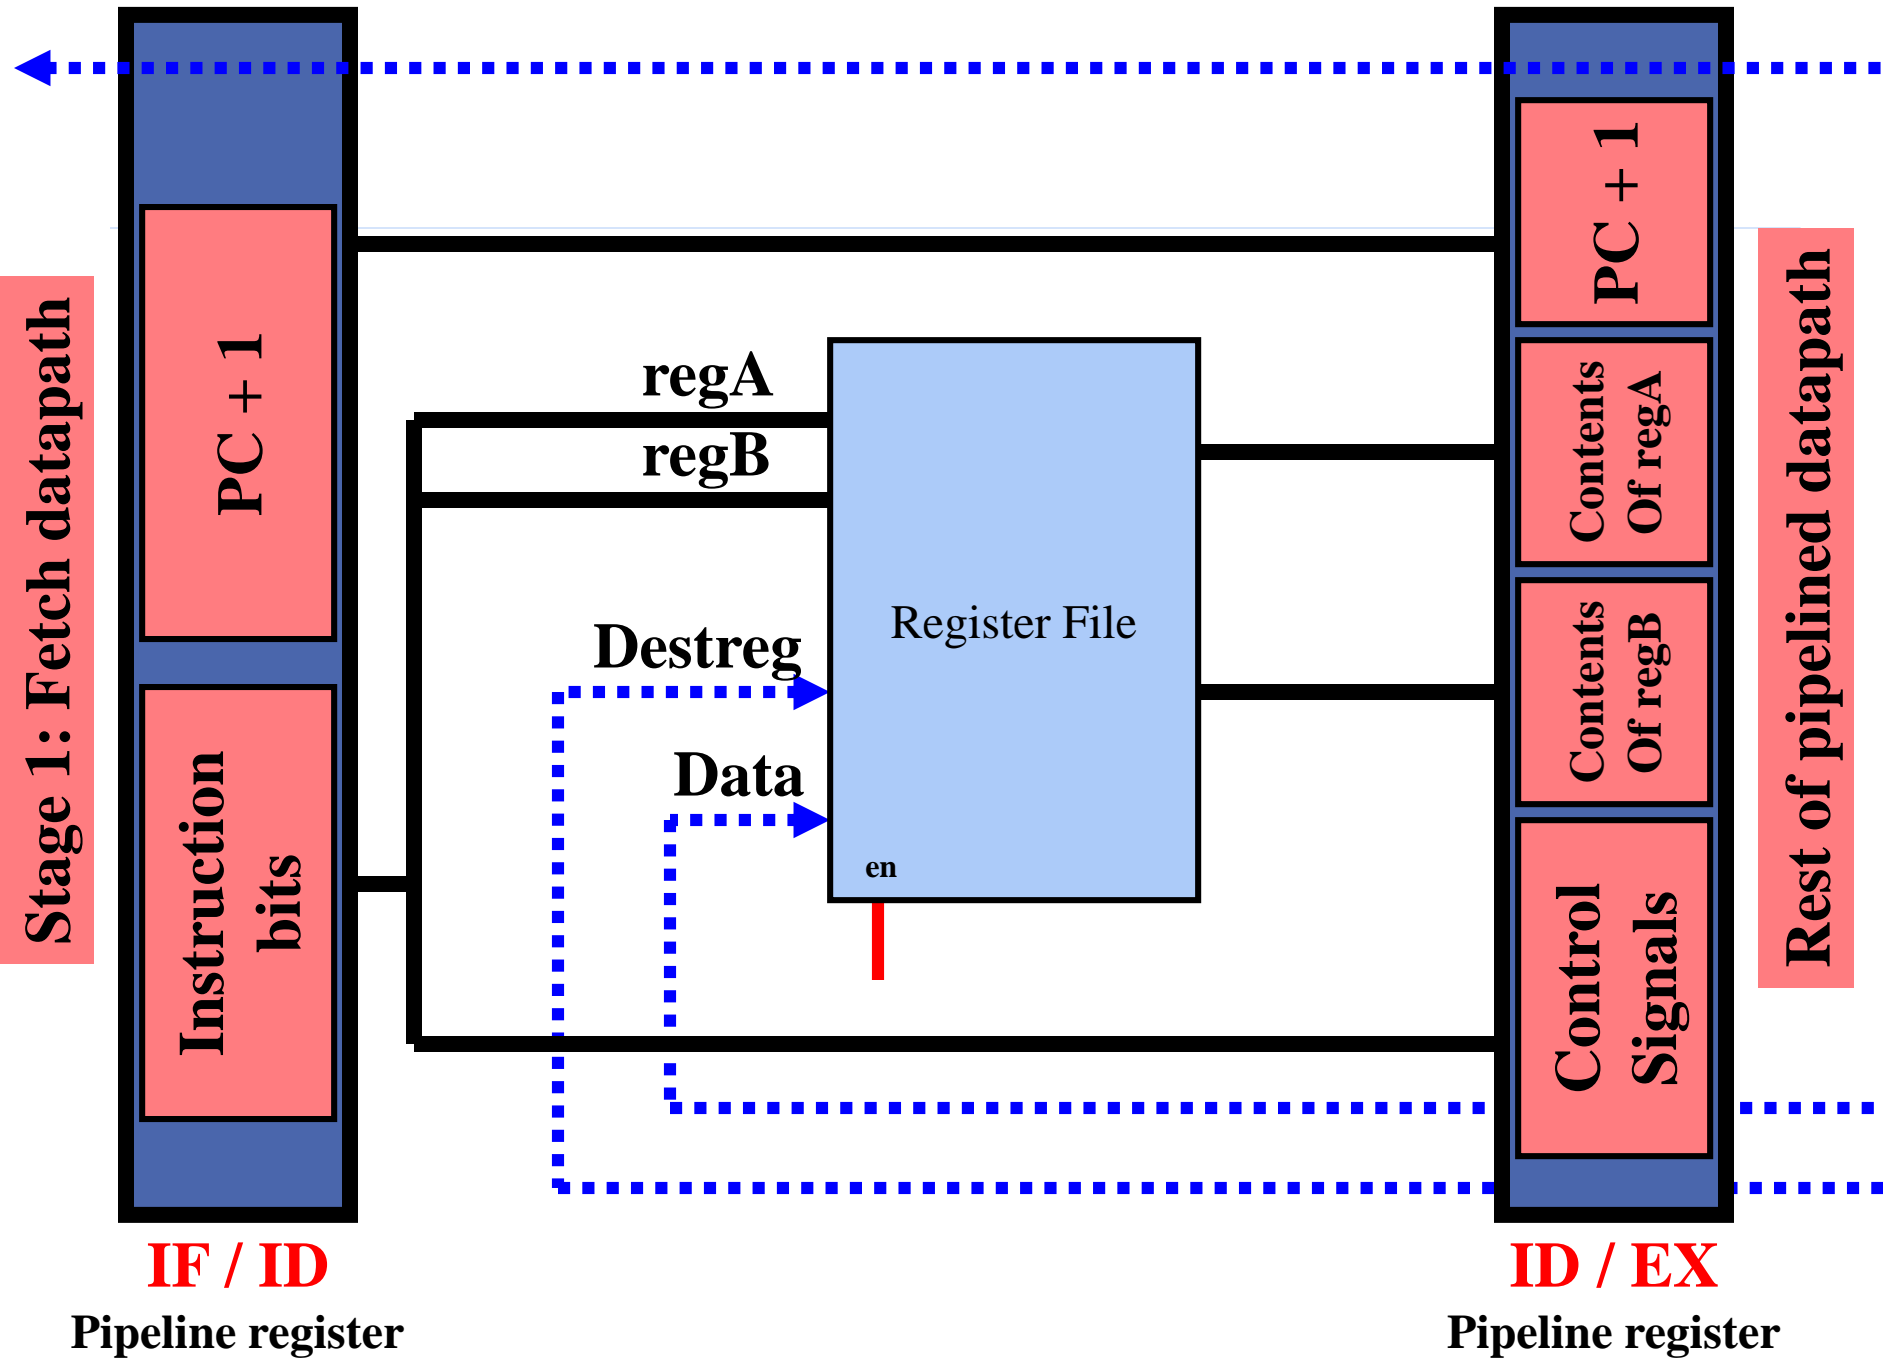 Stage 1: Fetch datapath
PC + 1
Instruction
bits
regA
regB
Destreg
Data
Register File
en
PC + 1
Contents
Of regA
Contents
Of regB
Control
Signals
Rest of pipelined datapath
IF / ID
Pipeline register
ID / EX
Pipeline register